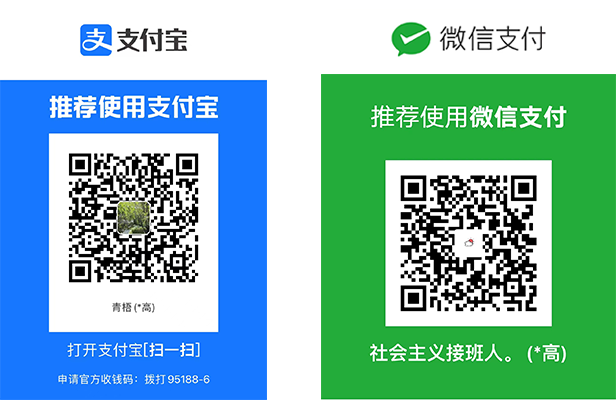 支付宝
推荐使用支付宝
青梧 (*高)
打开支付宝[扫一扫]
申请官方收钱码：拨打 95188-6
微信支付
推荐使用微信支付
社会主义接班人。 (*高)